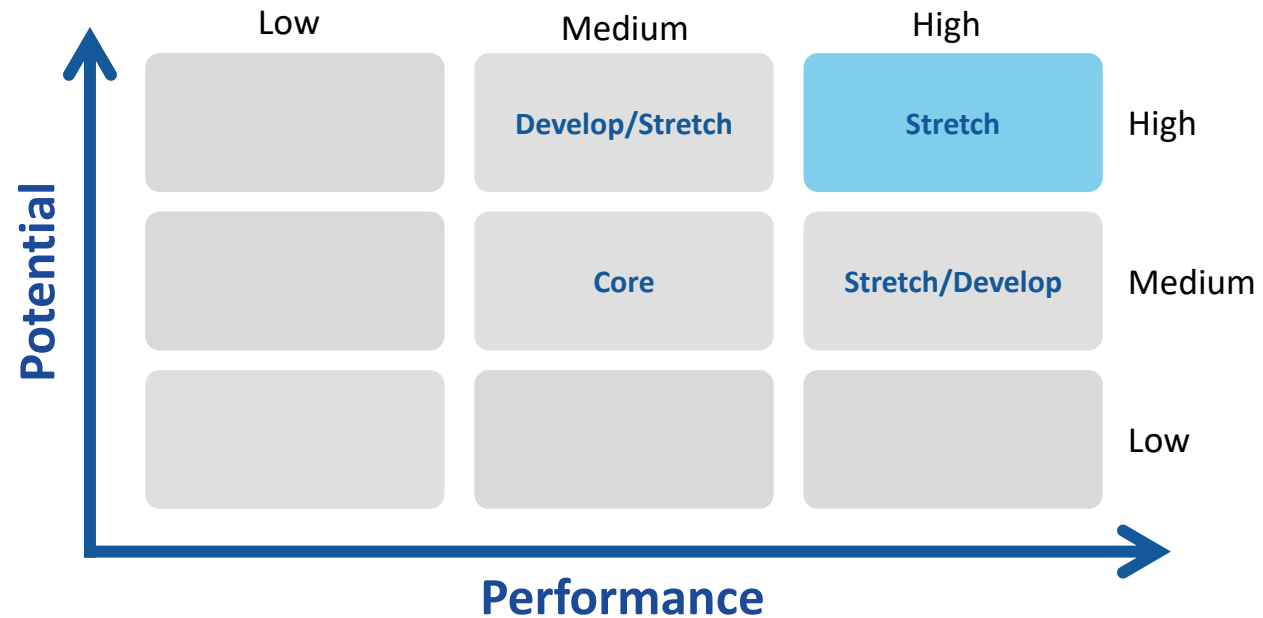 Low
Medium
High
Develop/Stretch
Stretch
High
Potential
Core
Stretch/Develop
Medium
Low
Performance